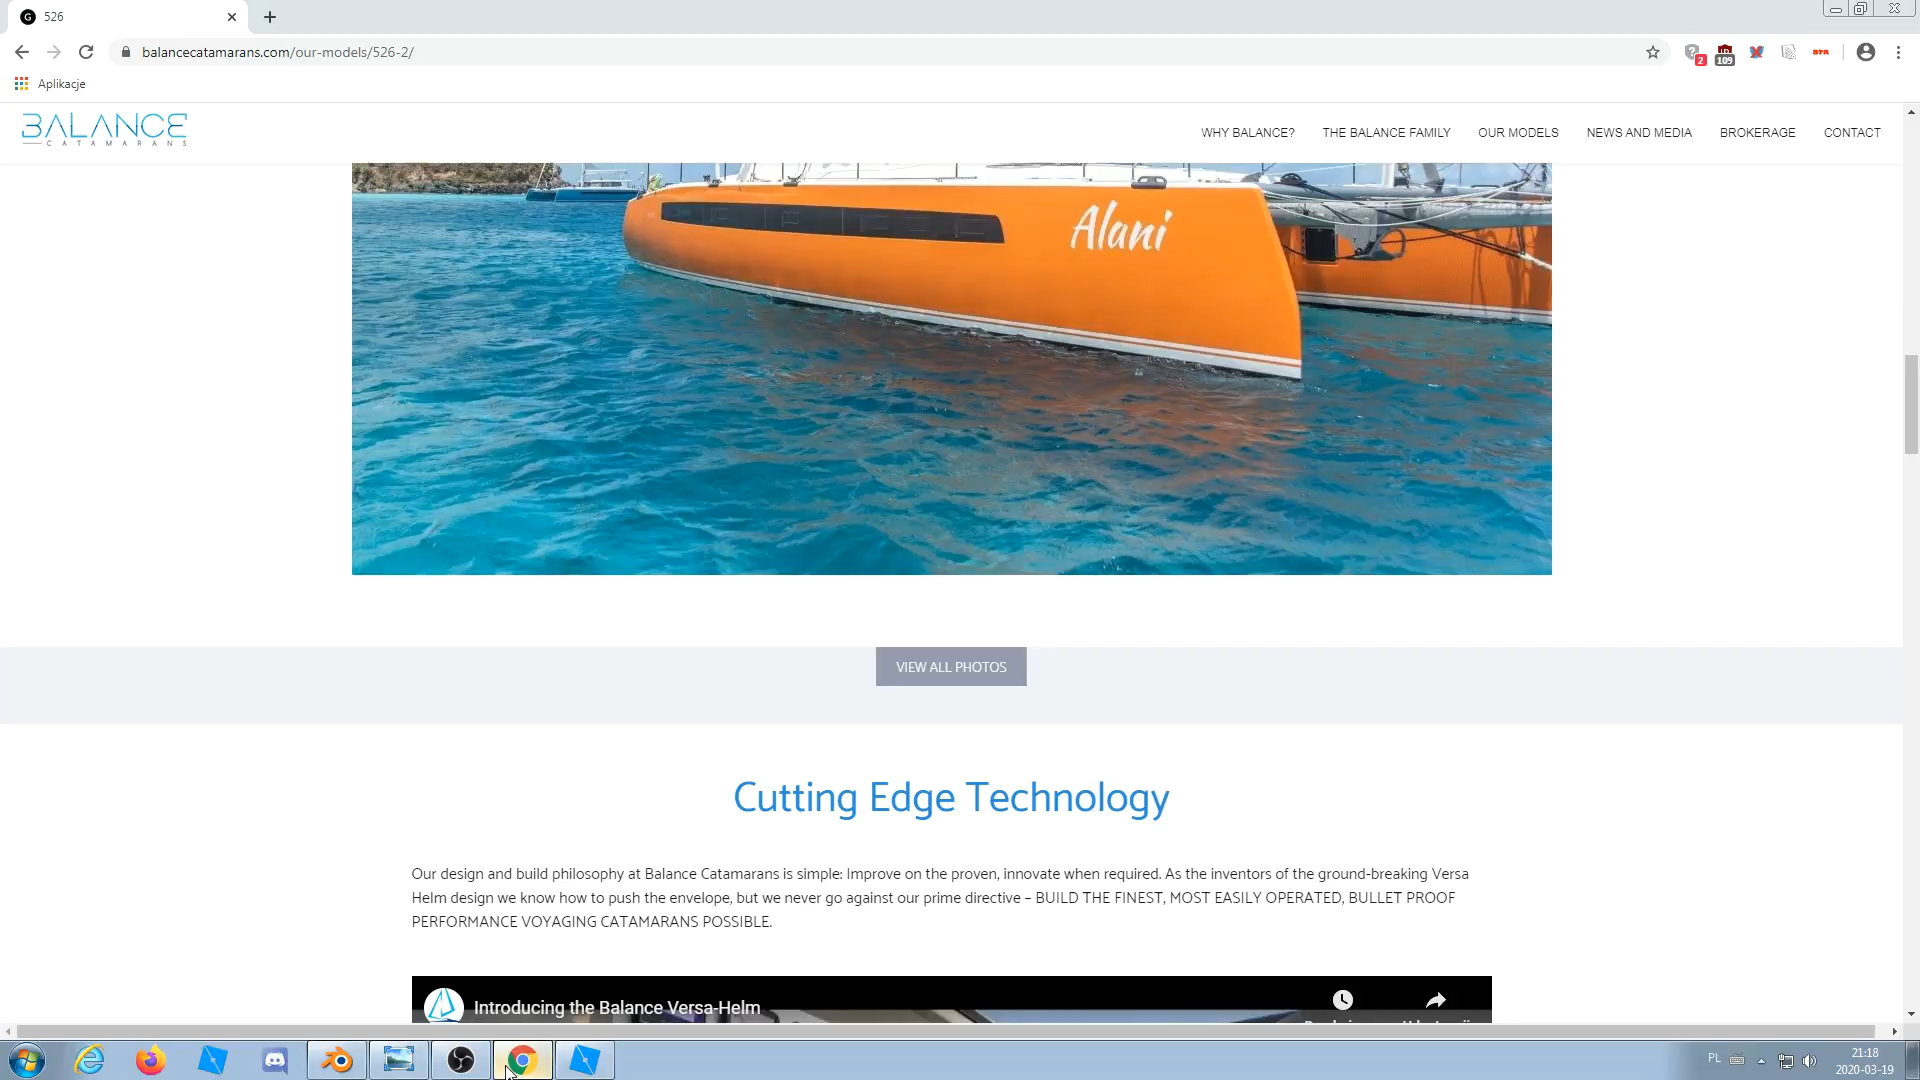 526
balancecatamarans.com/our-models/526-2/
2
109
Aplikacje
BALANCE
CATAMARANS
WHY BALANCE?
THE BALANCE FAMILY
OUR MODELS
NEWS AND MEDIA
BROKERAGE
CONTACT
Alani
VIEW ALL PHOTOS
Cutting Edge Technology
Our design and build philosophy at Balance Catamarans is simple: Improve on the proven, innovate when required. As the inventors of the ground-breaking Versa
Helm design we know how to push the envelope, but we never go against our prime directive – BUILD THE FINEST, MOST EASILY OPERATED, BULLET PROOF
PERFORMANCE VOYAGING CATAMARANS POSSIBLE.
Introducing the Balance Versa-Helm
PL
21:18
2020-03-19